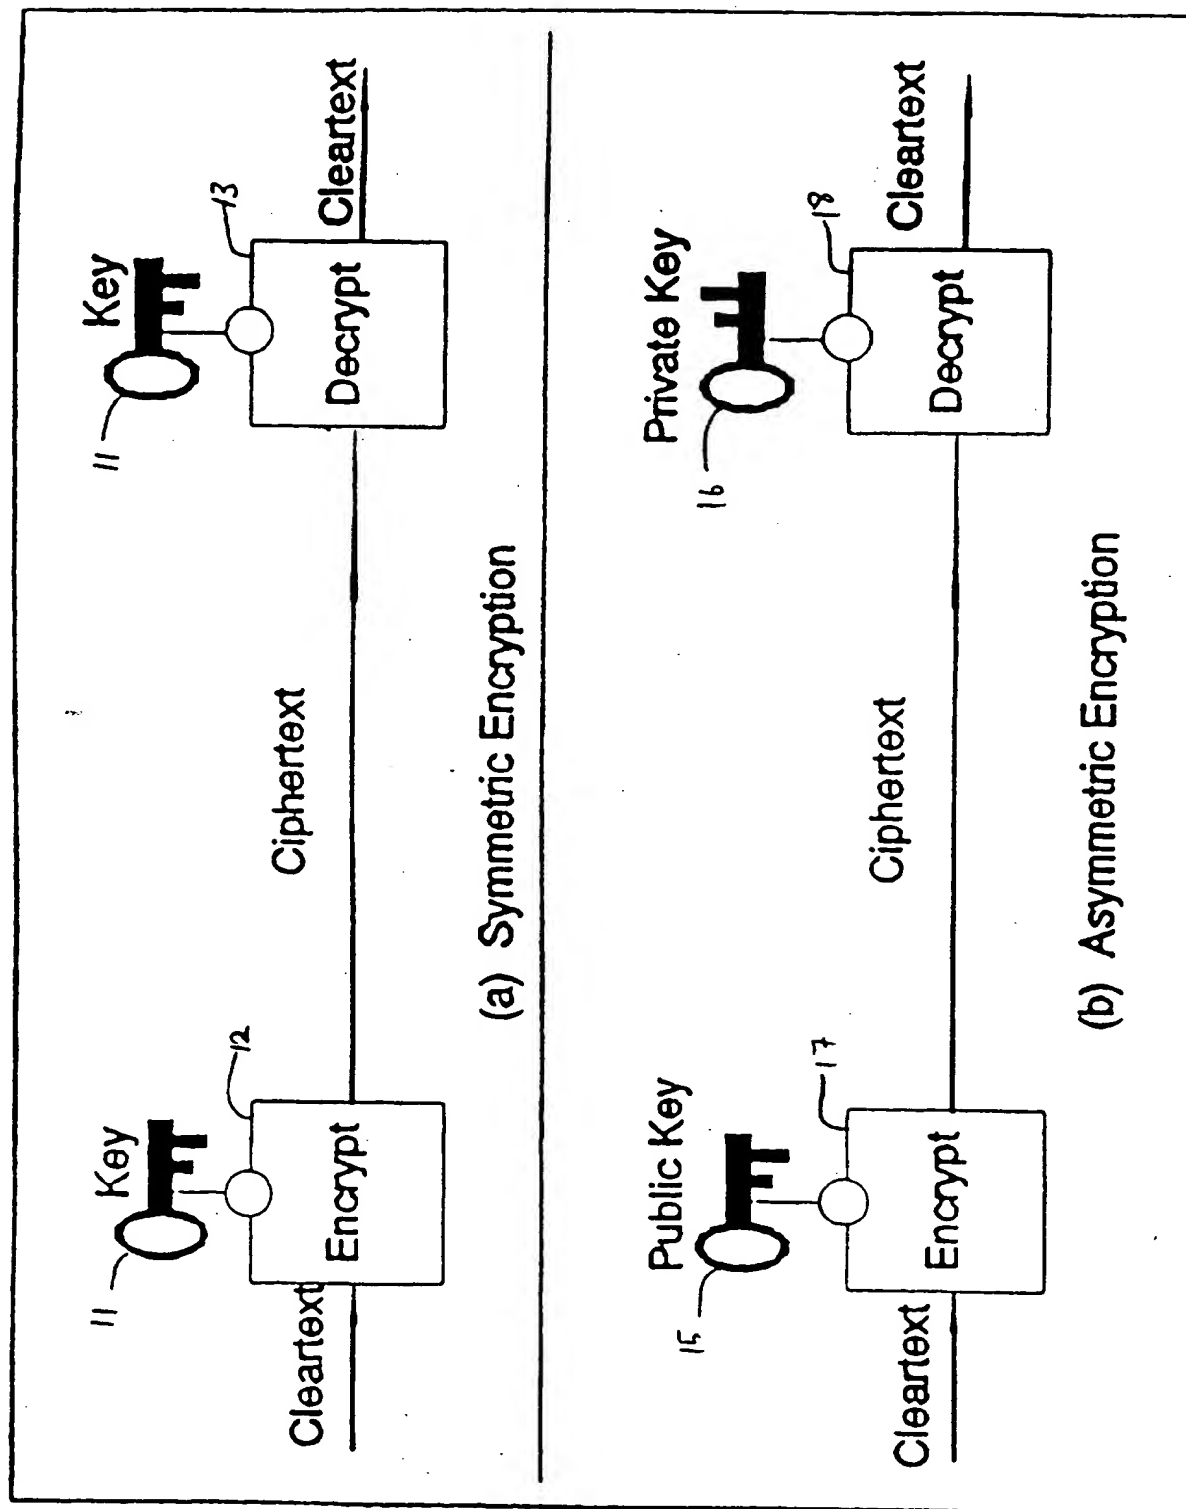 Key
Key
11
11
12
13
Cleartext
Encrypt
Ciphertext
Decrypt
Cleartext
(a) Symmetric Encryption
Public Key
Private Key
15
16
17
18
Cleartext
Encrypt
Ciphertext
Decrypt
Cleartext
(b) Asymmetric Encryption